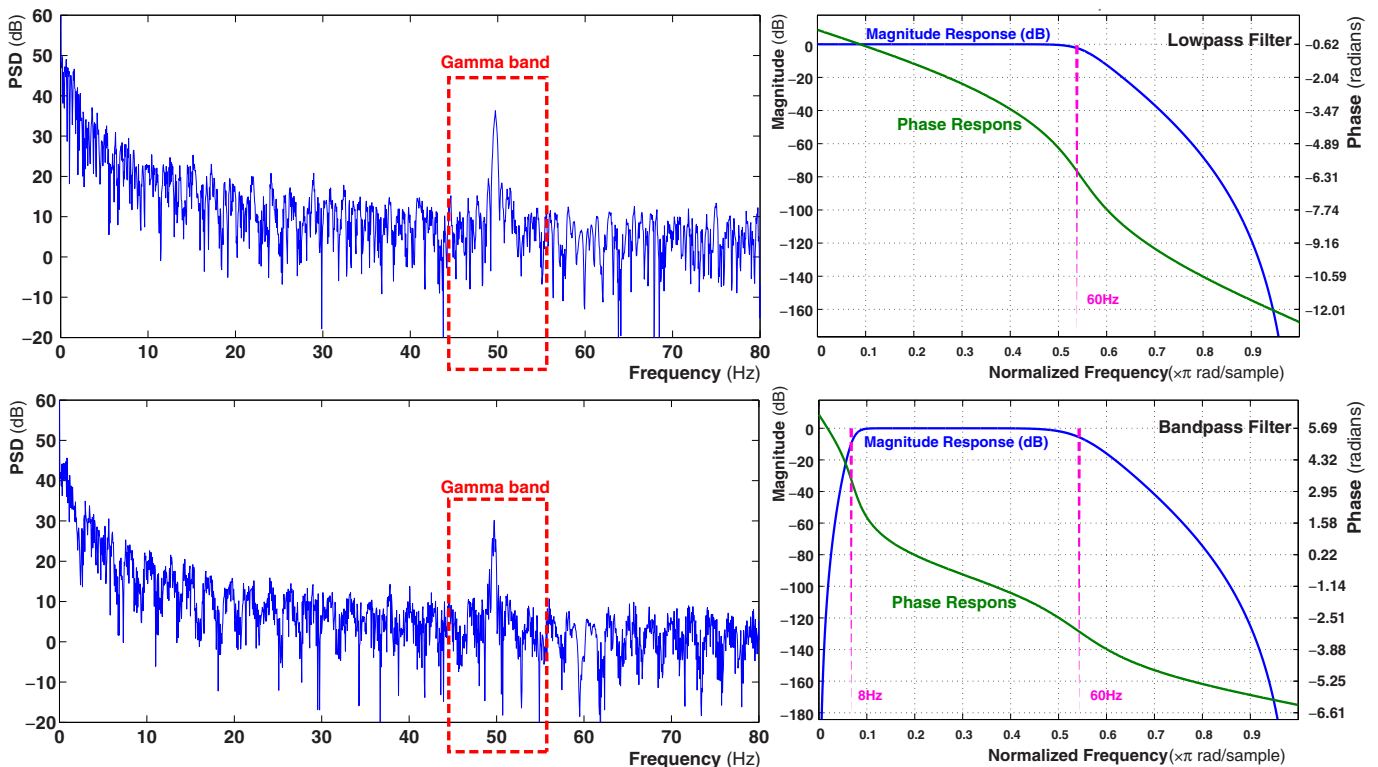 PSD (dB)
60
50
40
30
20
10
0
−10
−20
Gamma band
0 10 20 30 40 50 60 70 80
Frequency (Hz)
Magnitude (dB)
0
−20
−40
−60
−80
−100
−120
−140
−160
Magnitude Response (dB)
Lowpass Filter
Phase Respons
60Hz
−0.62
−2.04
−3.47
−4.89
−6.31
−7.74
−9.16
−10.59
−12.01
Phase (radians)
0 0.1 0.2 0.3 0.4 0.5 0.6 0.7 0.8 0.9
Normalized Frequency(×π rad/sample)
PSD (dB)
60
50
40
30
20
10
0
−10
−20
Gamma band
0 10 20 30 40 50 60 70 80
Frequency (Hz)
Magnitude (dB)
0
−20
−40
−60
−80
−100
−120
−140
−160
−180
Magnitude Response (dB)
Bandpass Filter
Phase Respons
8Hz
60Hz
5.69
4.32
2.95
1.58
0.22
−1.14
−2.51
−3.88
−5.25
−6.61
Phase (radians)
0 0.1 0.2 0.3 0.4 0.5 0.6 0.7 0.8 0.9
Normalized Frequency(×π rad/sample)